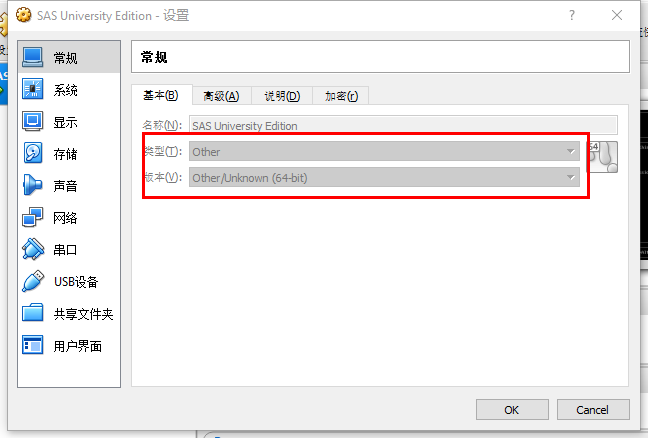 SAS University Edition - 设置
常规
系统
显示
存储
声音
网络
串口
USB设备
共享文件夹
用户界面
常规
基本(B)
高级(A)
说明(D)
加密(r)
名称(N): SAS University Edition
类型(T): Other
64
版本(V): Other/Unknown (64-bit)
OK
Cancel